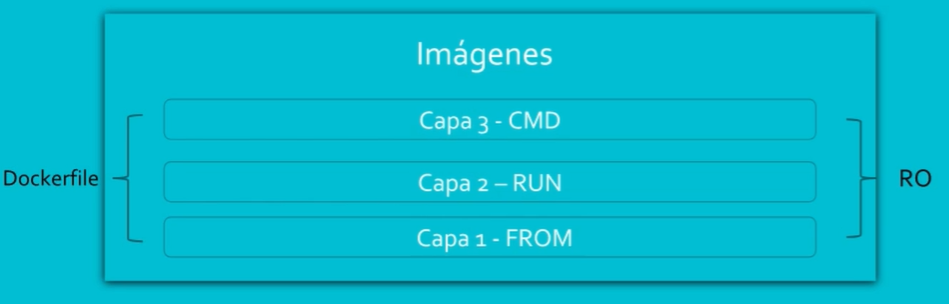 Imágenes
Capa 3 - CMD
Dockerfile
Capa 2 – RUN
RO
Capa 1 - FROM